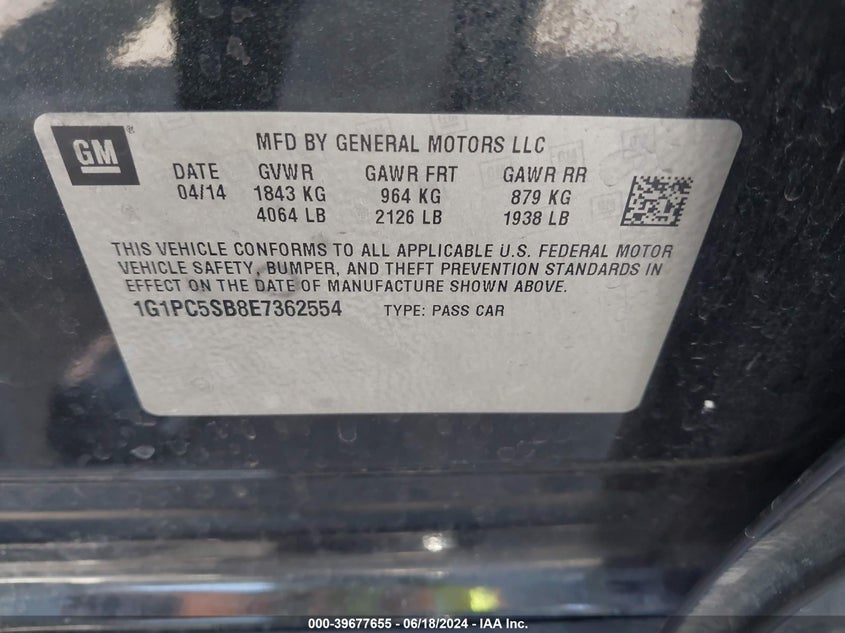 GM
MFD BY GENERAL MOTORS LLC
DATE GVWR GAWR FRT GAWR RR
04/14 1843 KG 964 KG 879 KG
4064 LB 2126 LB 1938 LB
THIS VEHICLE CONFORMS TO ALL APPLICABLE U.S. FEDERAL MOTOR
VEHICLE SAFETY, BUMPER, AND THEFT PREVENTION STANDARDS IN
EFFECT ON THE DATE OF MANUFACTURE SHOWN ABOVE.
1G1PC5SB8E7362554 TYPE: PASS CAR
000-39677655 - 06/18/2024 - IAA Inc.